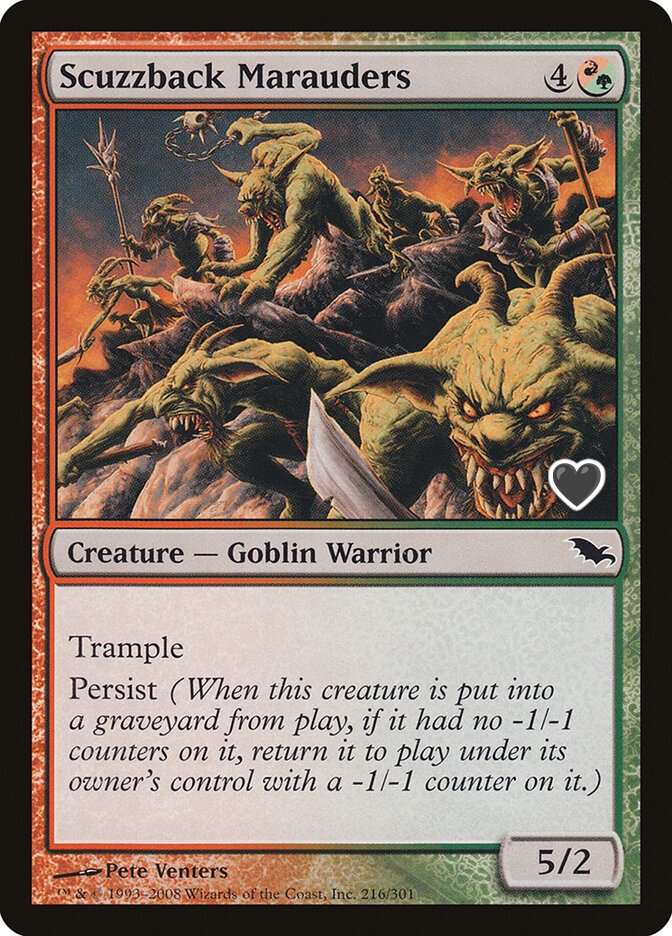 Scuzzback Marauders 4
Creature — Goblin Warrior
Trample
Persist (When this creature is put into
a graveyard from play, if it had no -1/-1
counters on it, return it to play under its
owner's control with a -1/-1 counter on it.)
5/2
Pete Venters
™ & © 1993–2008 Wizards of the Coast, Inc. 216/301